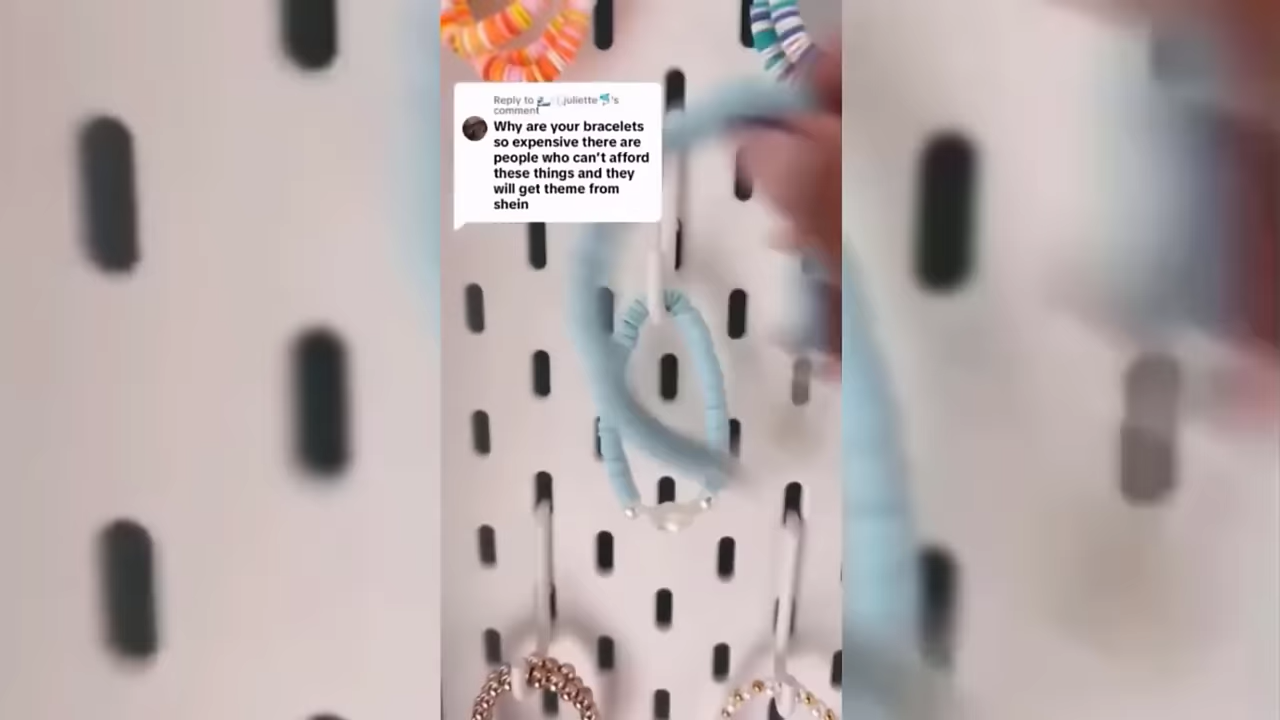 Reply to juliette's
comment
Why are your bracelets
so expensive there are
people who can't afford
these things and they
will get theme from
shein